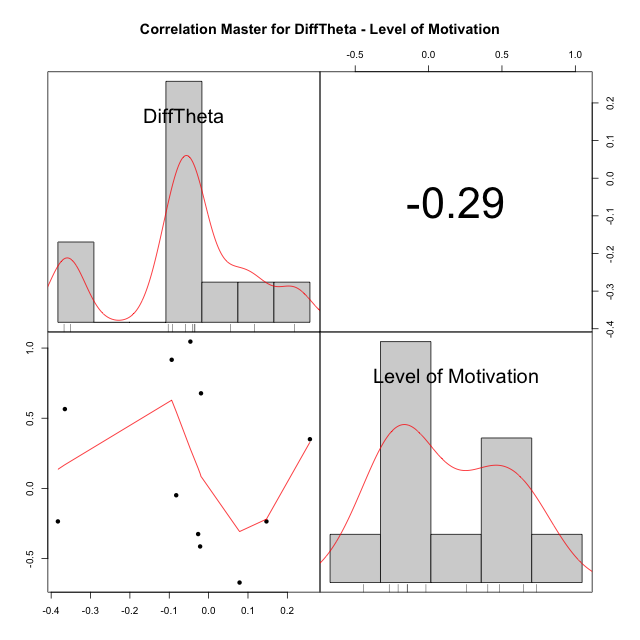 Correlation Master for DiffTheta - Level of Motivation
-0.5 0.0 0.5 1.0
DiffTheta
-0.29
0.2
0.1
0.0
-0.1
-0.2
-0.3
-0.4
1.0
0.5
0.0
-0.5
Level of Motivation
-0.4 -0.3 -0.2 -0.1 0.0 0.1 0.2